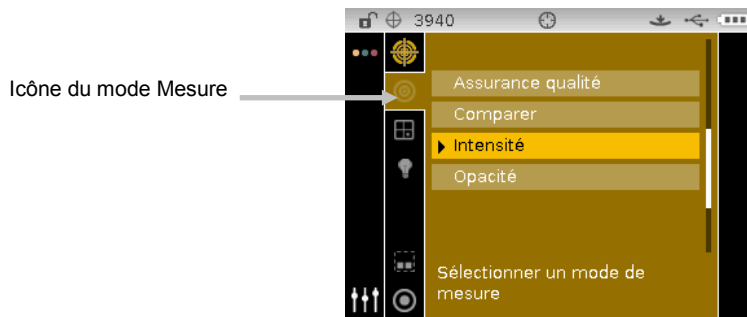 3940
Icône du mode Mesure
Assurance qualité
Comparer
Intensité
Opacité
Sélectionner un mode de
mesure